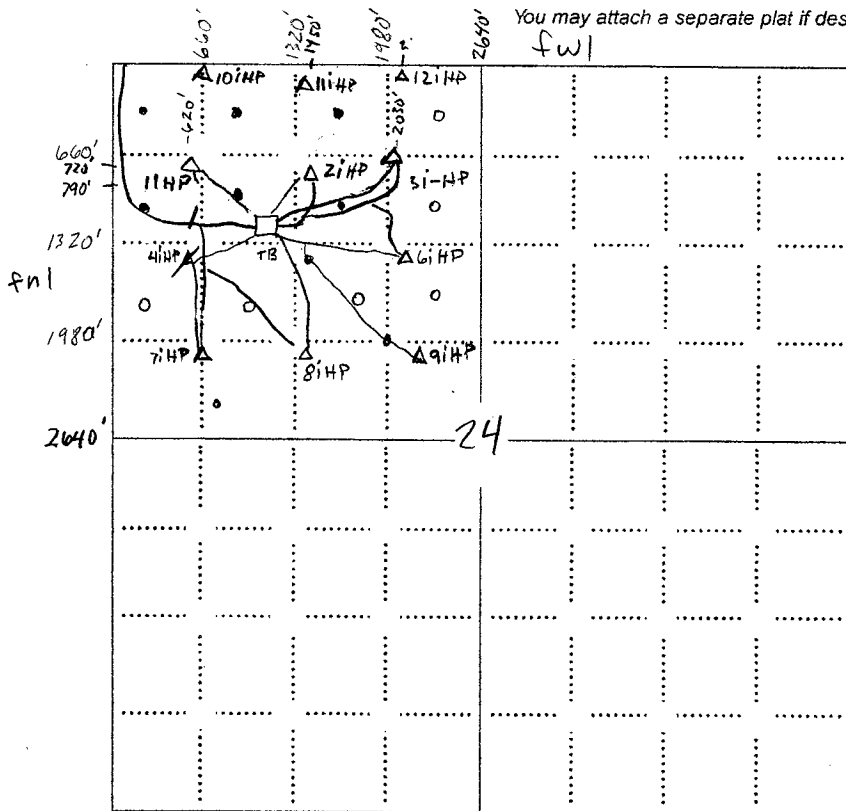 You may attach a separate plat if des
660' 1320' 1980' 2640'
fwl
-620' -1450' -? 2030'
10iHP 11iHP 12iHP
660'
720'
790'
11HP 2iHP 3i-HP
1320'
4iHP TB 6iHP
fnl
1980'
7iHP 8iHP 9iHP
2640'
24